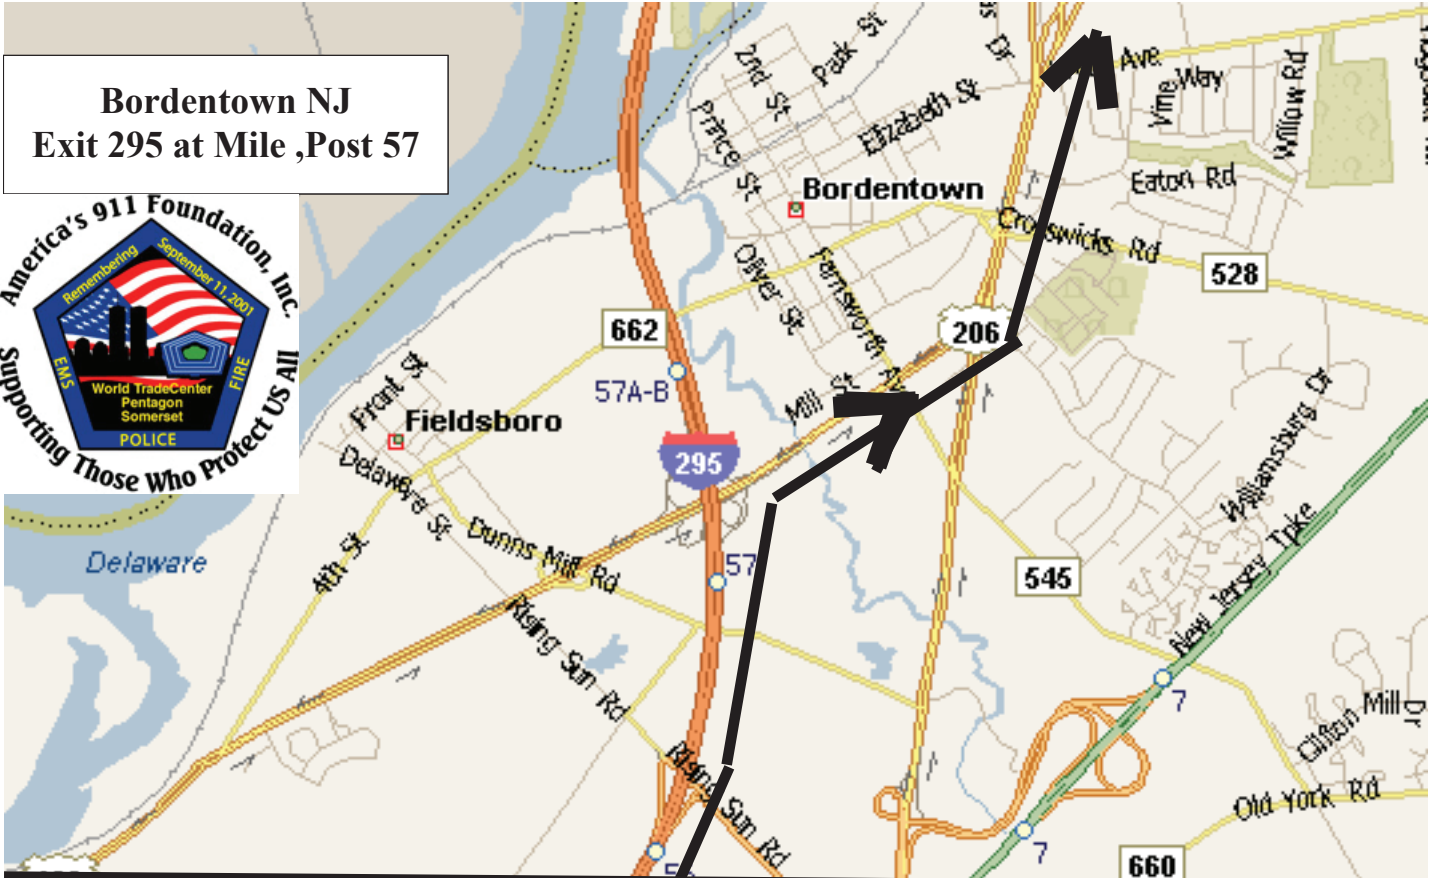 Bordentown NJ
Exit 295 at Mile ,Post 57
America's 911 Foundation, Inc.
Remembering
September 11, 2001
EMS
FIRE
World TradeCenter
Pentagon
Somerset
POLICE
Supporting Those Who Protect US All
2nd St
Park St
Dr
Ave
Vine Way
Willow Rd
Prince St
Elizabeth St
Eaton Rd
Bordentown
Crosswicks Rd
528
Oliver St
Farnsworth Av
662
206
57A-B
Mill St
Front St
Fieldsboro
295
Williamsburg Dr
Delaware St
Dunns Mill Rd
57
545
New Jersey Tpke
Delaware
4th St
Rising Sun Rd
7
Clifton Mill Dr
Rising Sun Rd
Old York Rd
7
660